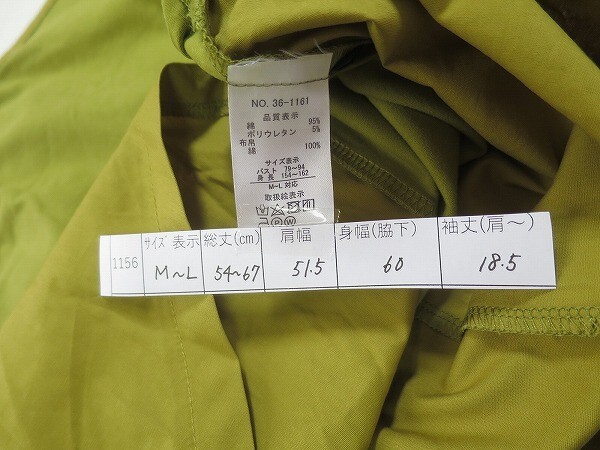 NO. 36-1161
品質表示
綿 95%
ポリウレタン 5%
布帛
綿 100%
サイズ表示
バスト 79～94
身長 154～162
M～L 対応
取扱絵表示
1156 サイズ 表示 総丈(cm) 肩幅 身幅(脇下) 袖丈(肩～)
M～L 54～67 51.5 60 18.5